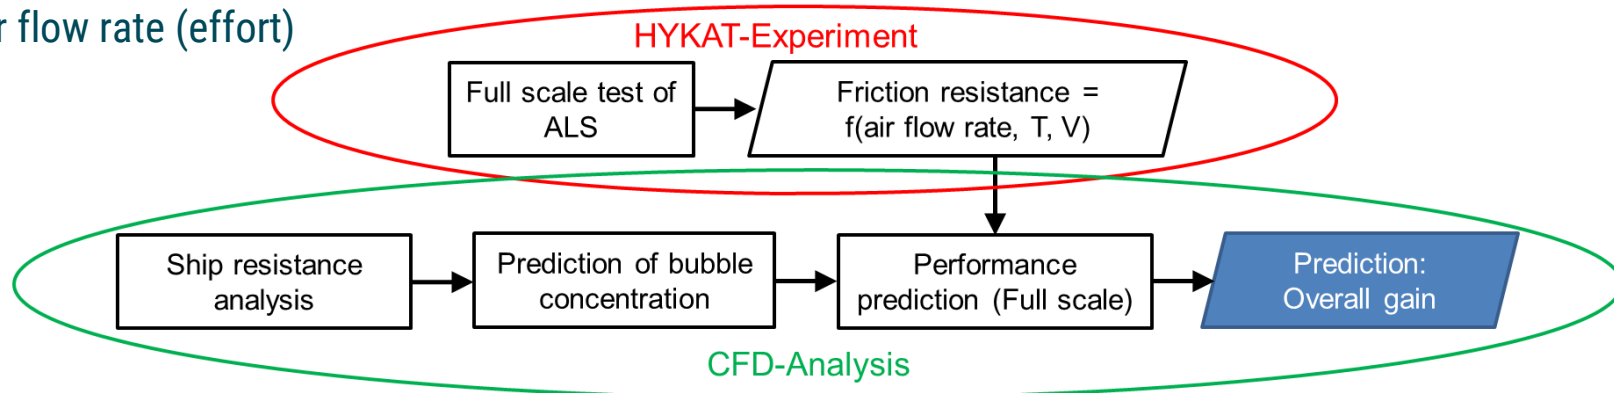 r flow rate (effort)
HYKAT-Experiment
Full scale test of
ALS
Friction resistance =
f(air flow rate, T, V)
Ship resistance
analysis
Prediction of bubble
concentration
Performance
prediction (Full scale)
Prediction:
Overall gain
CFD-Analysis